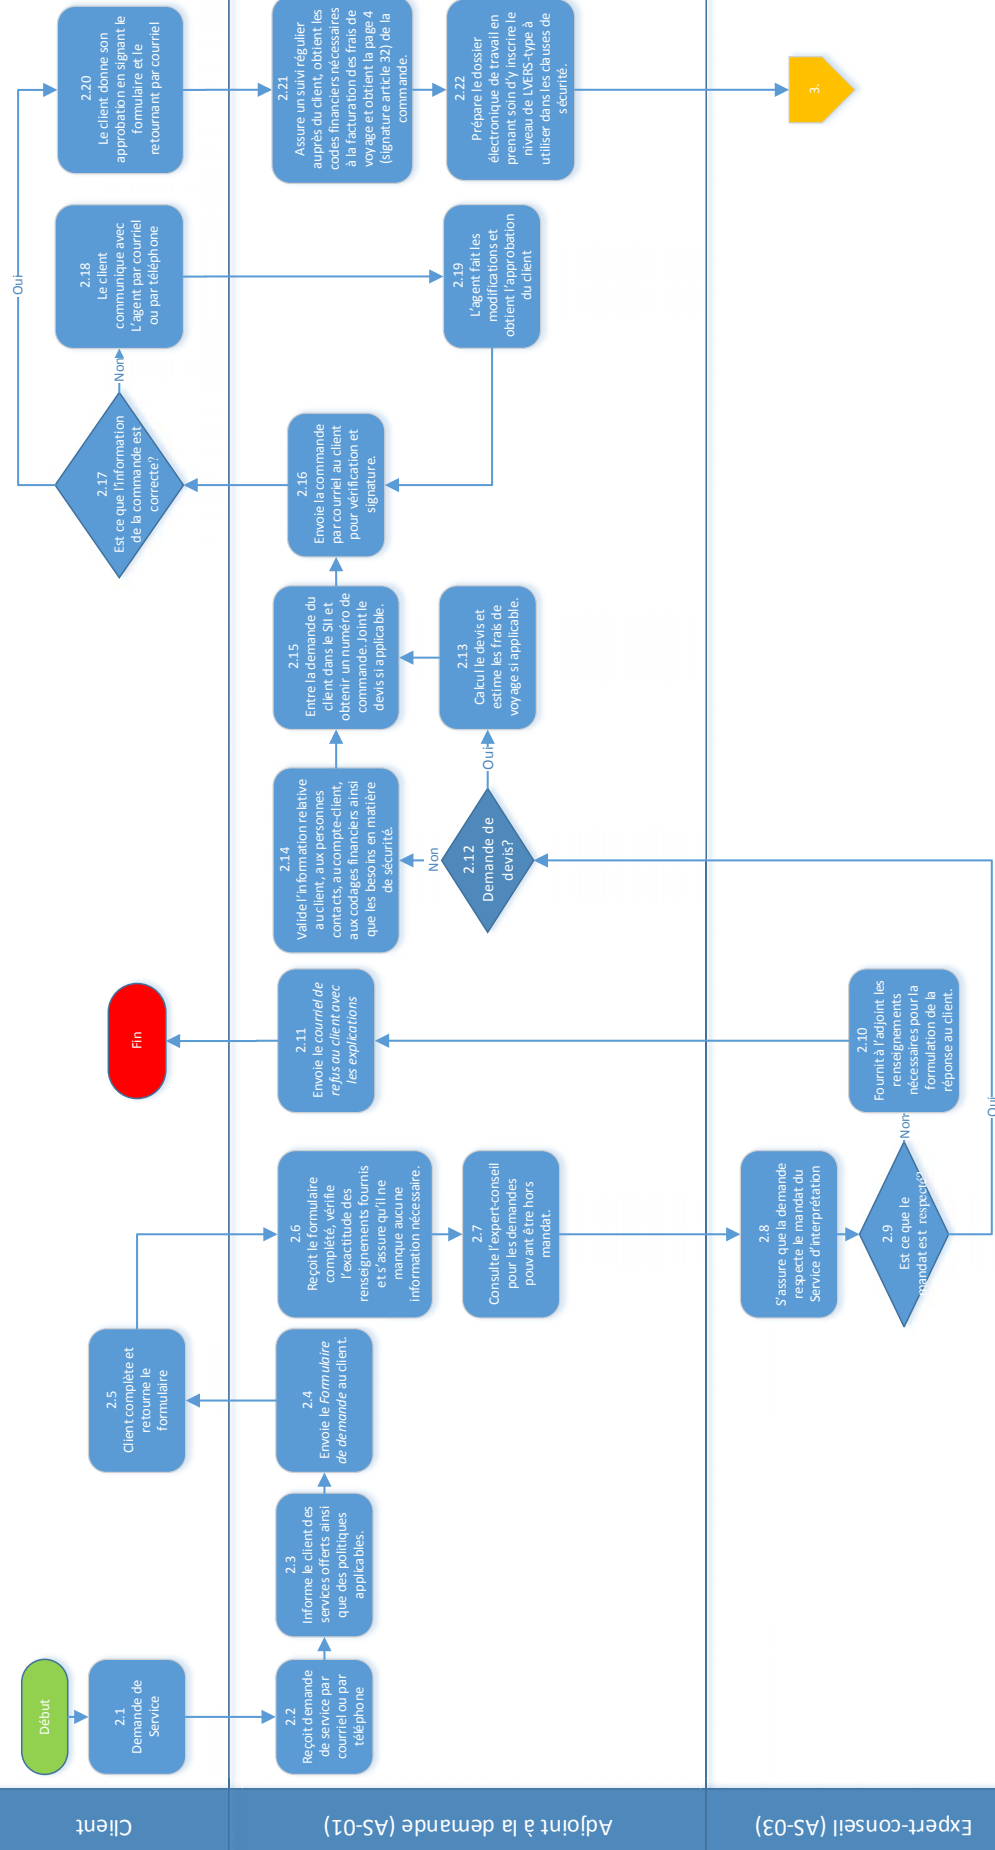 Client
Adjoint à la demande (AS-01)
Expert-conseil (AS-03)
Début
2.1
Demande de
Service
2.2
Reçoit demande
de service par
courriel ou par
téléphone
2.3
Informe le client des
services offerts ainsi
que des politiques
applicables.
2.4
Envoie le Formulaire
de demande au client.
2.5
Client complète et
retourne le
formulaire
2.6
Reçoit le formulaire
complété, vérifie
l’exactitude des
renseignements fournis
et s’assure qu’il ne
manque aucune
information nécessaire.
2.7
Consulte l’expert-conseil
pour les demandes
pouvant être hors
mandat.
2.8
S’assure que la demande
respecte le mandat du
Service d’interprétation
2.9
Est ce que le
mandat est respecté?
Non
Oui
2.10
Fournit à l’adjoint les
renseignements
nécessaires pour la
formulation de la
réponse au client.
2.11
Envoie le courriel de
refus au client avec
les explications
Fin
2.12
Demande de
devis?
Non
Oui
2.13
Calcul le devis et
estime les frais de
voyage si applicable.
2.14
Valide l’information relative
au client, aux personnes
contacts, au compte-client,
aux codages financiers ainsi
que les besoins en matière
de sécurité.
2.15
Entre la demande du
client dans le SII et
obtenir un numéro de
commande. Joint le
devis si applicable.
2.16
Envoie la commande
par courriel au client
pour vérification et
signature.
2.17
Est ce que l’information
de la commande est
correcte?
Non
Oui
2.18
Le client
communique avec
L’agent par courriel
ou par téléphone
2.19
L’agent fait les
modifications et
obtient l’approbation
du client
2.20
Le client donne son
approbation en signant le
formulaire et le
retournant par courriel
2.21
Assure un suivi régulier
auprès du client, obtient les
codes financiers nécessaires
à la facturation des frais de
voyage et obtient la page 4
(signature article 32) de la
commande.
2.22
Prépare le dossier
électronique de travail en
prenant soin d’y inscrire le
niveau de LVERS-type à
utiliser dans les clauses de
sécurité.
3.